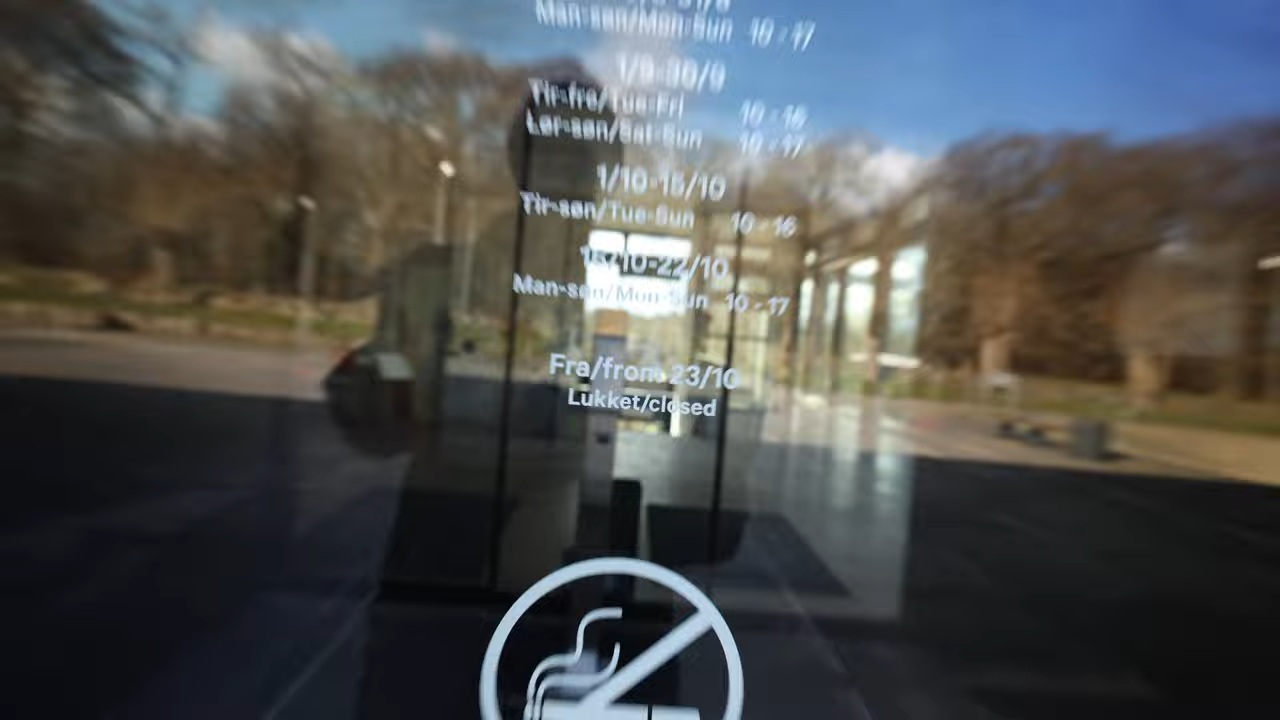 Man-søn/Mon-Sun 10 - 17
1/9-30/9
Tir-fre/Tue-Fri 10 - 16
Lør-søn/Sat-Sun 10 - 17
1/10-15/10
Tir-søn/Tue-Sun 10 - 16
/10-22/10
Man-søn/Mon-Sun 10 - 17
Fra/from 23/10
Lukket/closed